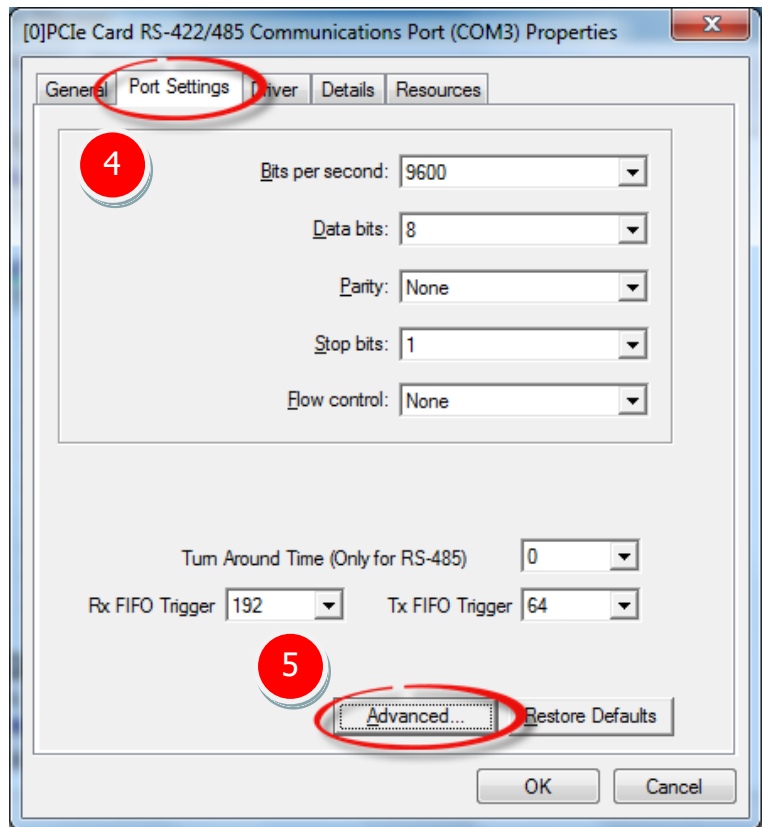 [0]PCIe Card RS-422/485 Communications Port (COM3) Properties
X
General Port Settings Driver Details Resources
4
Bits per second: 9600
Data bits: 8
Parity: None
Stop bits: 1
Flow control: None
Turn Around Time (Only for RS-485) 0
Rx FIFO Trigger 192 Tx FIFO Trigger 64
5
Advanced... Restore Defaults
OK Cancel